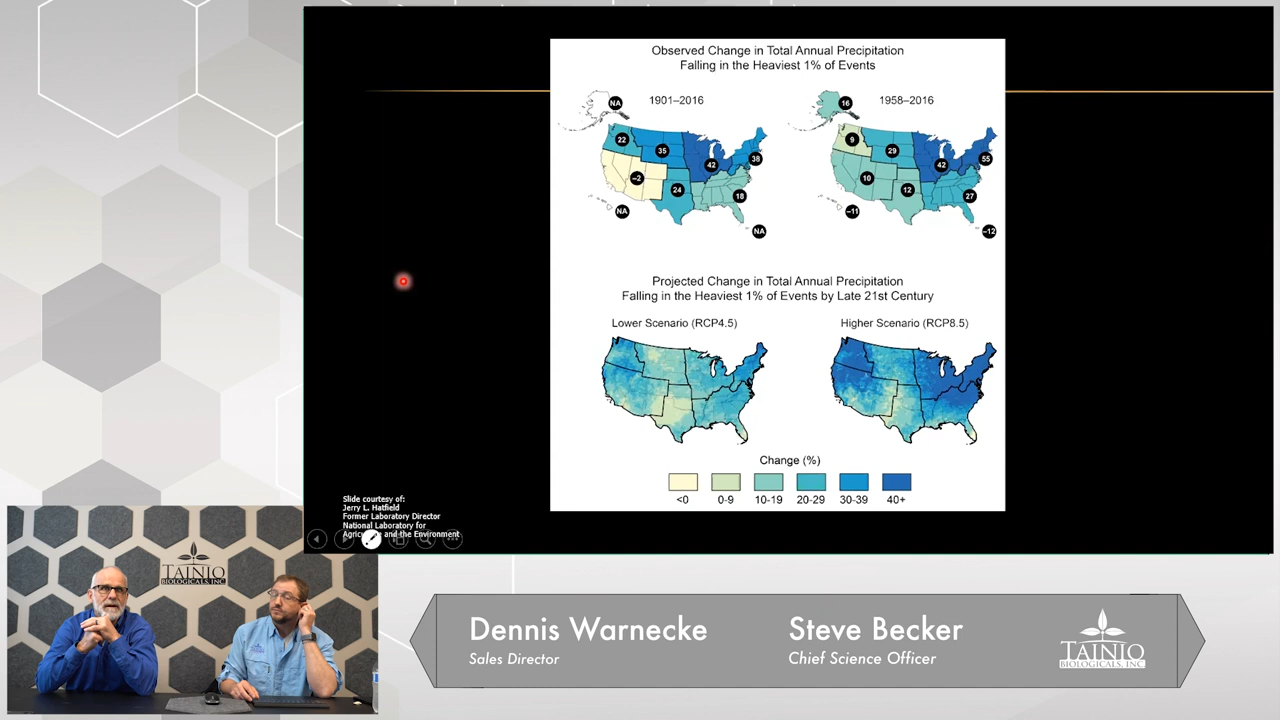 Observed Change in Total Annual Precipitation
Falling in the Heaviest 1% of Events
1901–2016
1958–2016
NA
22
35
42
38
-2
24
18
NA
NA
16
9
29
42
55
10
12
27
-11
-12
Projected Change in Total Annual Precipitation
Falling in the Heaviest 1% of Events by Late 21st Century
Lower Scenario (RCP4.5)
Higher Scenario (RCP8.5)
Change (%)
<0
0-9
10-19
20-29
30-39
40+
Slide courtesy of:
Jerry L. Hatfield
Former Laboratory Director
National Laboratory for
and the Environment
TAINIO
BIOLOGICALS, INC
Dennis Warnecke
Sales Director
Steve Becker
Chief Science Officer
TAINIO
BIOLOGICALS, INC